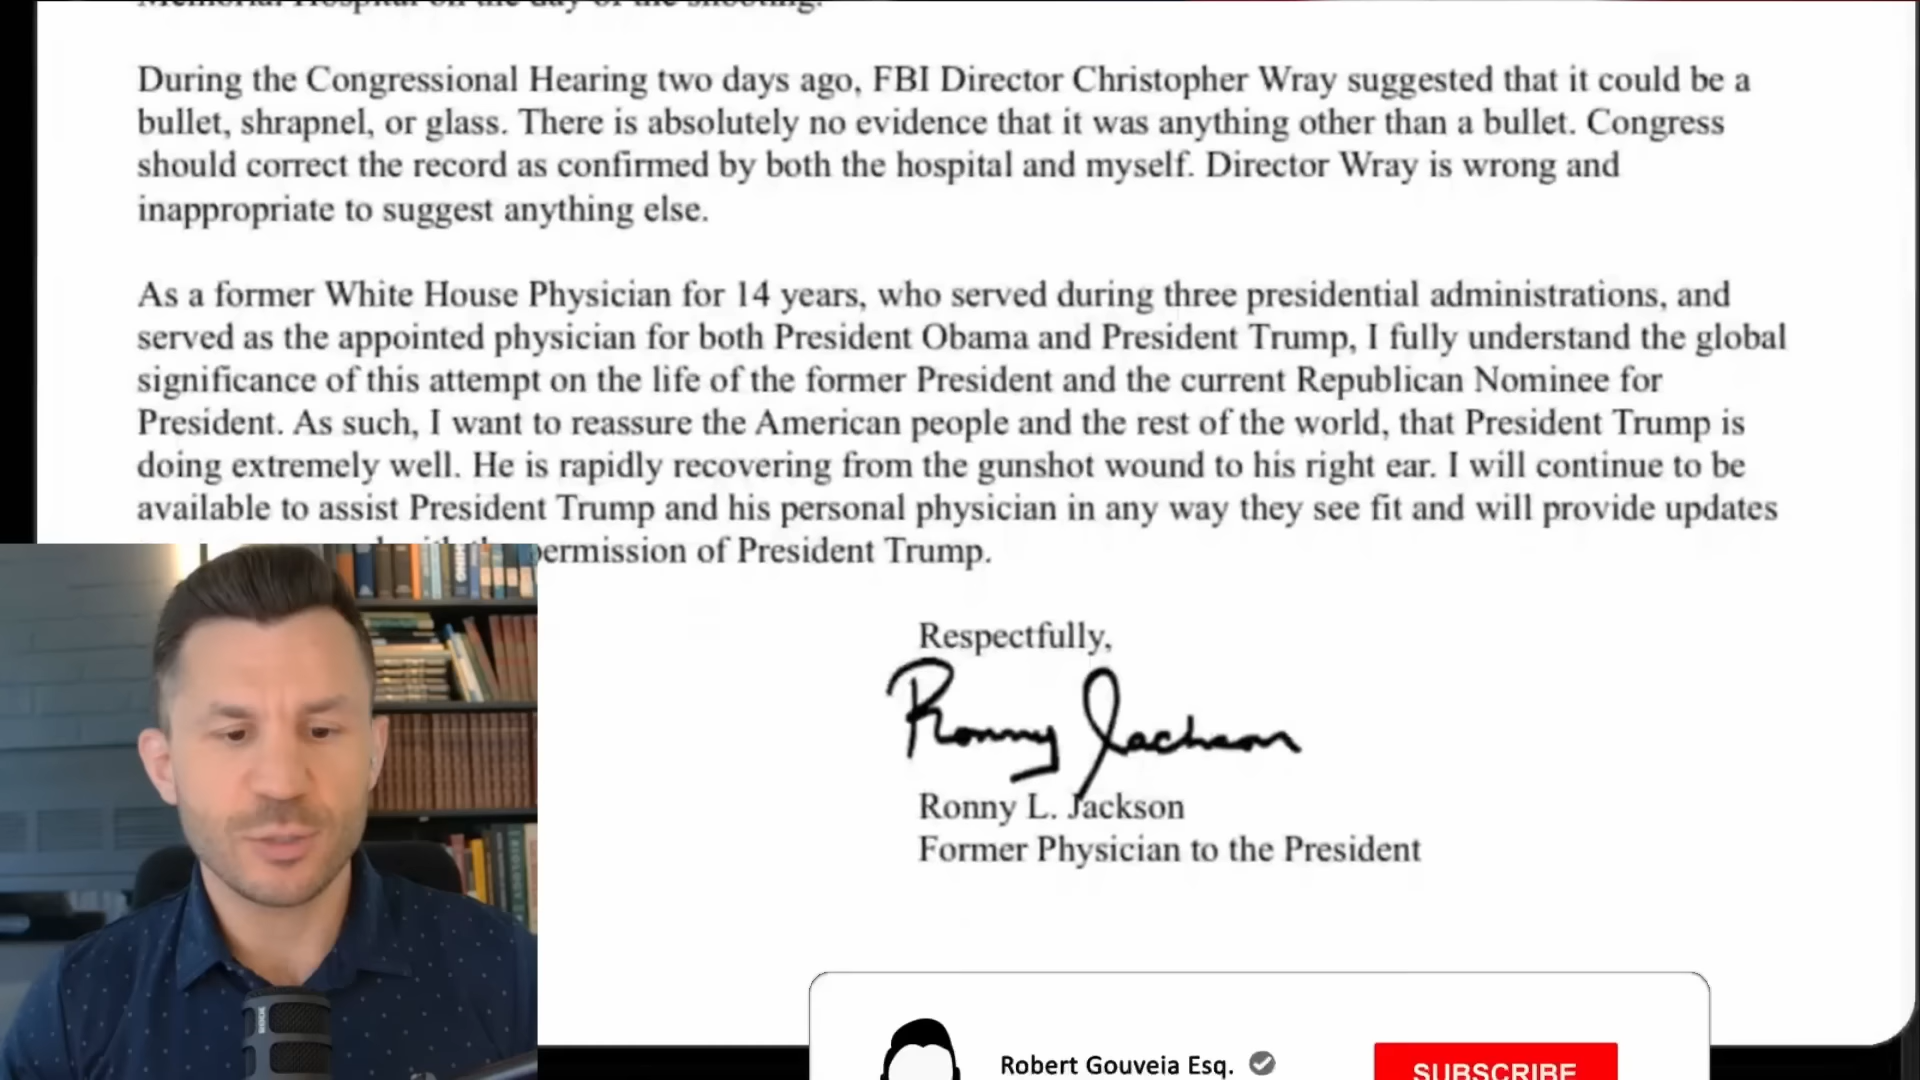 Memorial Hospital on the day of the shooting.
During the Congressional Hearing two days ago, FBI Director Christopher Wray suggested that it could be a
bullet, shrapnel, or glass. There is absolutely no evidence that it was anything other than a bullet. Congress
should correct the record as confirmed by both the hospital and myself. Director Wray is wrong and
inappropriate to suggest anything else.
As a former White House Physician for 14 years, who served during three presidential administrations, and
served as the appointed physician for both President Obama and President Trump, I fully understand the global
significance of this attempt on the life of the former President and the current Republican Nominee for
President. As such, I want to reassure the American people and the rest of the world, that President Trump is
doing extremely well. He is rapidly recovering from the gunshot wound to his right ear. I will continue to be
available to assist President Trump and his personal physician in any way they see fit and will provide updates
permission of President Trump.
Respectfully,
Ronny Jackson
Ronny L. Jackson
Former Physician to the President
Robert Gouveia Esq.
SUBSCRIBE